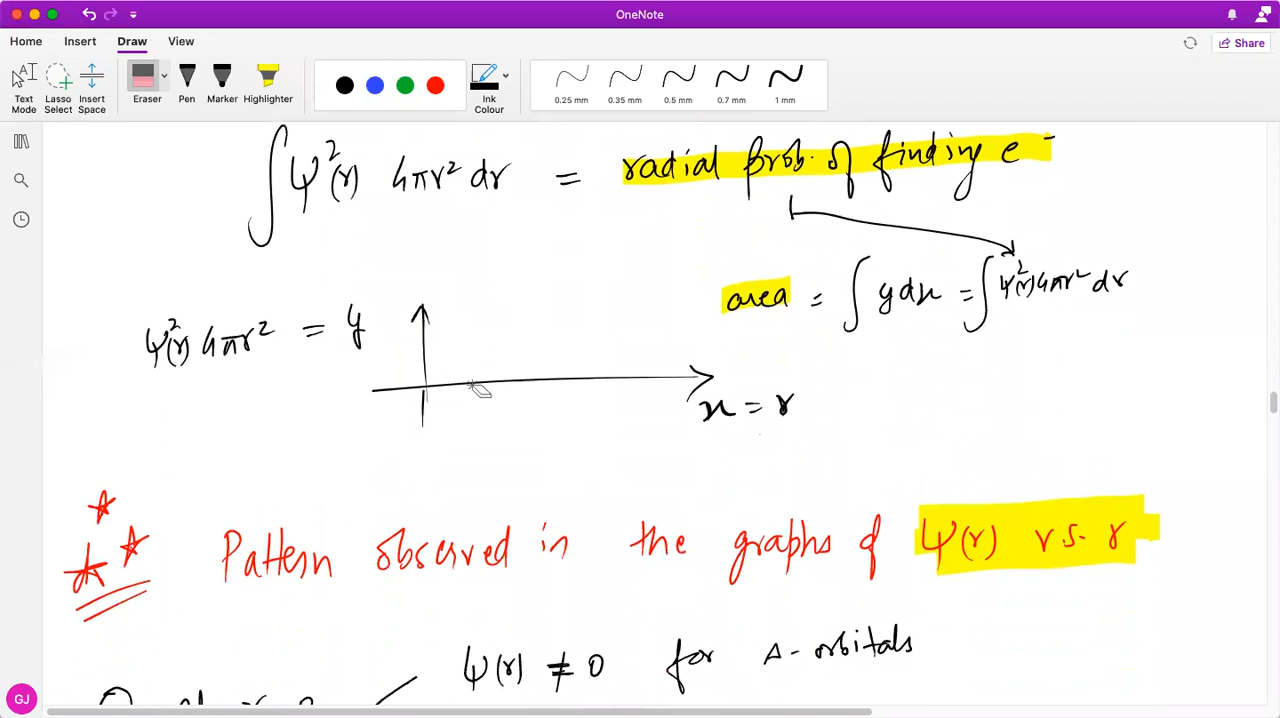 OneNote
Home Insert Draw View
Share
Text Mode
Lasso Select
Insert Space
Eraser
Pen
Marker
Highlighter
Ink Colour
0.25 mm 0.35 mm 0.5 mm 0.7 mm 1 mm
∫ψ²(r) 4πr² dr = radial prob. of finding e⁻
area = ∫ y dx = ∫ψ²(r) 4πr² dr
ψ²(r) 4πr² = y
x = r
Pattern observed in the graphs of ψ(r) vs. r
ψ(r) ≠ 0 for s-orbitals
GJ